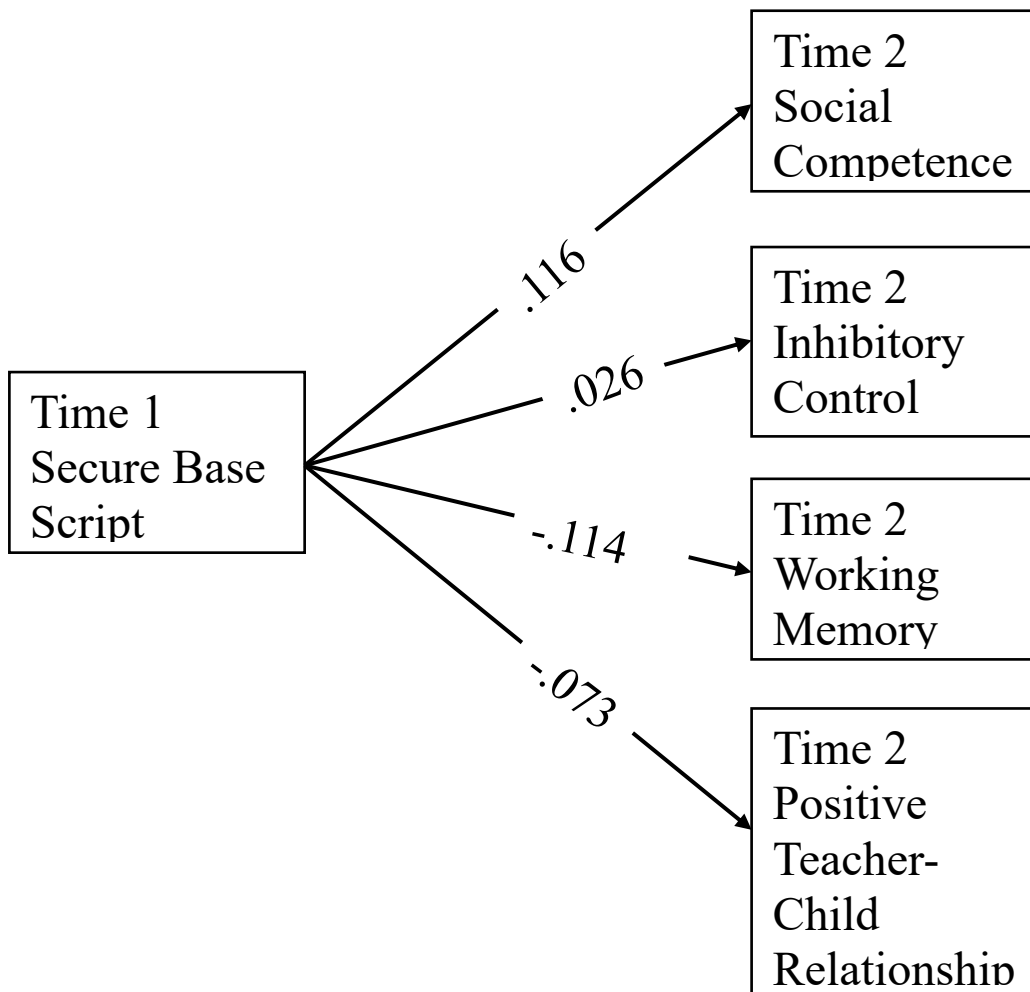 Time 2
Social
Competence
.116
Time 2
Inhibitory
Control
.026
Time 1
Secure Base
Script
-.114
Time 2
Working
Memory
-.073
Time 2
Positive
Teacher-
Child
Relationship